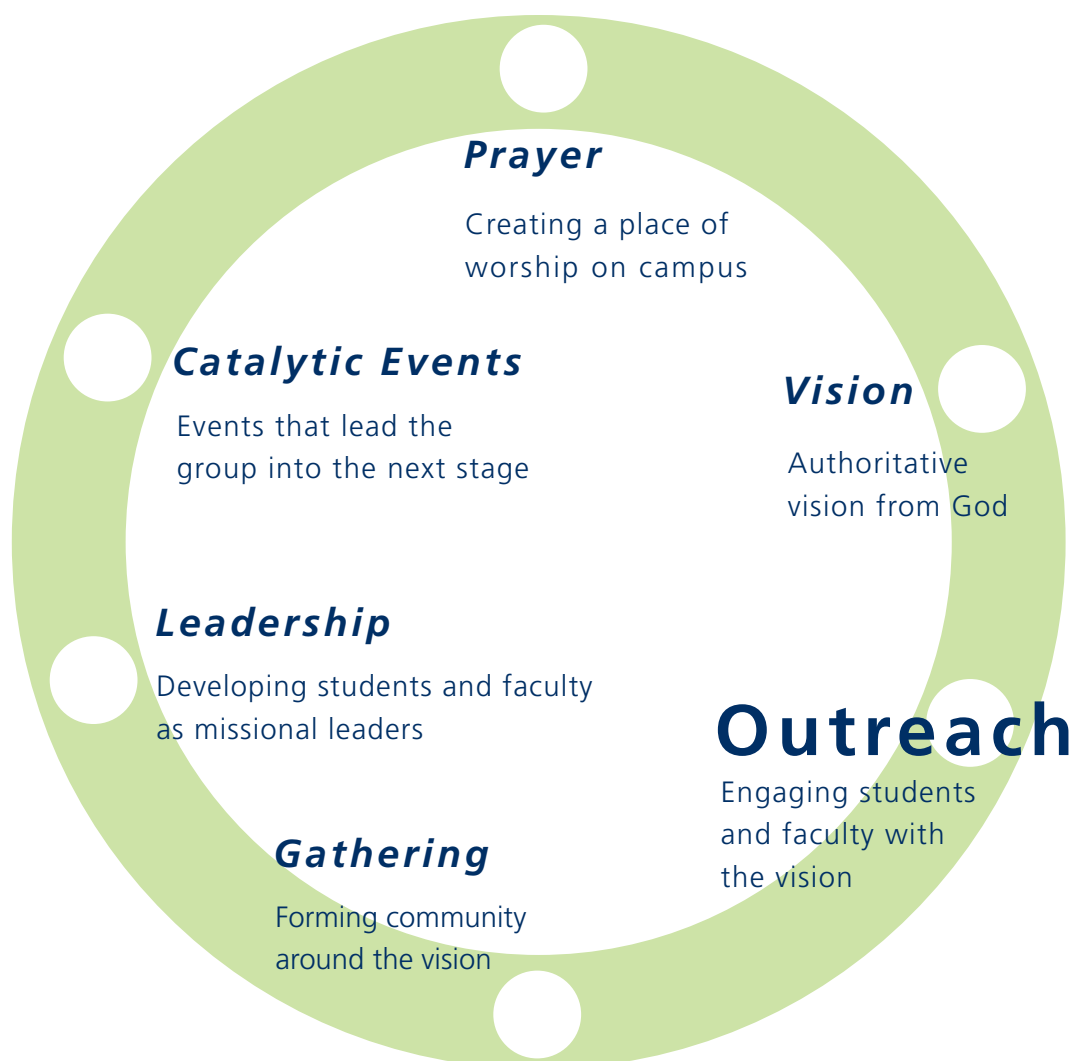 Prayer
Creating a place of
worship on campus
Catalytic Events
Events that lead the
group into the next stage
Vision
Authoritative
vision from God
Leadership
Developing students and faculty
as missional leaders
Outreach
Engaging students
and faculty with
the vision
Gathering
Forming community
around the vision